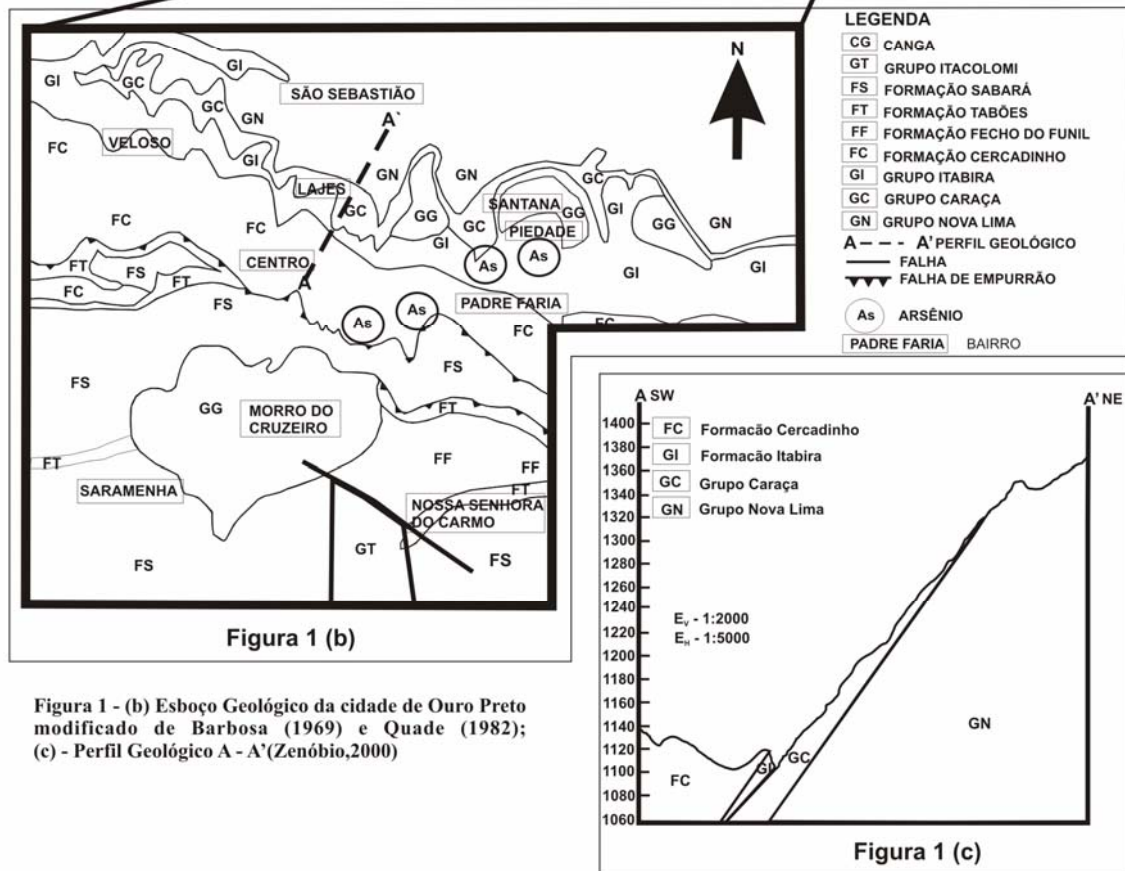 GI
GI
GC
N
SÃO SEBASTIÃO
GC
GN
A`
VELOSO
FC
GI
GN
GN
GC
GN
LAJES
SANTANA
GC
GG
GG
GI
GG
GN
FC
FC
GC
PIEDADE
GI
As
As
GI
GI
CENTRO
A
FT
FS
FT
FC
FS
PADRE FARIA
As
As
FC
FC
FS
FS
GG
MORRO DO
CRUZEIRO
FT
FT
FF
FF
FT
SARAMENHA
NOSSA SENHORA
DO CARMO
GT
FS
FS
Figura 1 (b)
LEGENDA
CG CANGA
GT GRUPO ITACOLOMI
FS FORMAÇÃO SABARÁ
FT FORMAÇÃO TABÕES
FF FORMAÇÃO FECHO DO FUNIL
FC FORMAÇÃO CERCADINHO
GI GRUPO ITABIRA
GC GRUPO CARAÇA
GN GRUPO NOVA LIMA
A - - - A' PERFIL GEOLÓGICO
FALHA
FALHA DE EMPURRÃO
As ARSÊNIO
PADRE FARIA BAIRRO
A SW
A' NE
1400
1380
1360
1340
1320
1300
1280
1260
1240
1220
1200
1180
1160
1140
1120
1100
1080
1060
FC Formacão Cercadinho
GI Formacão Itabira
GC Grupo Caraça
GN Grupo Nova Lima
EV - 1:2000
EH - 1:5000
GN
GC
GI
FC
Figura 1 (c)
Figura 1 - (b) Esboço Geológico da cidade de Ouro Preto
modificado de Barbosa (1969) e Quade (1982);
(c) - Perfil Geológico A - A'(Zenóbio,2000)